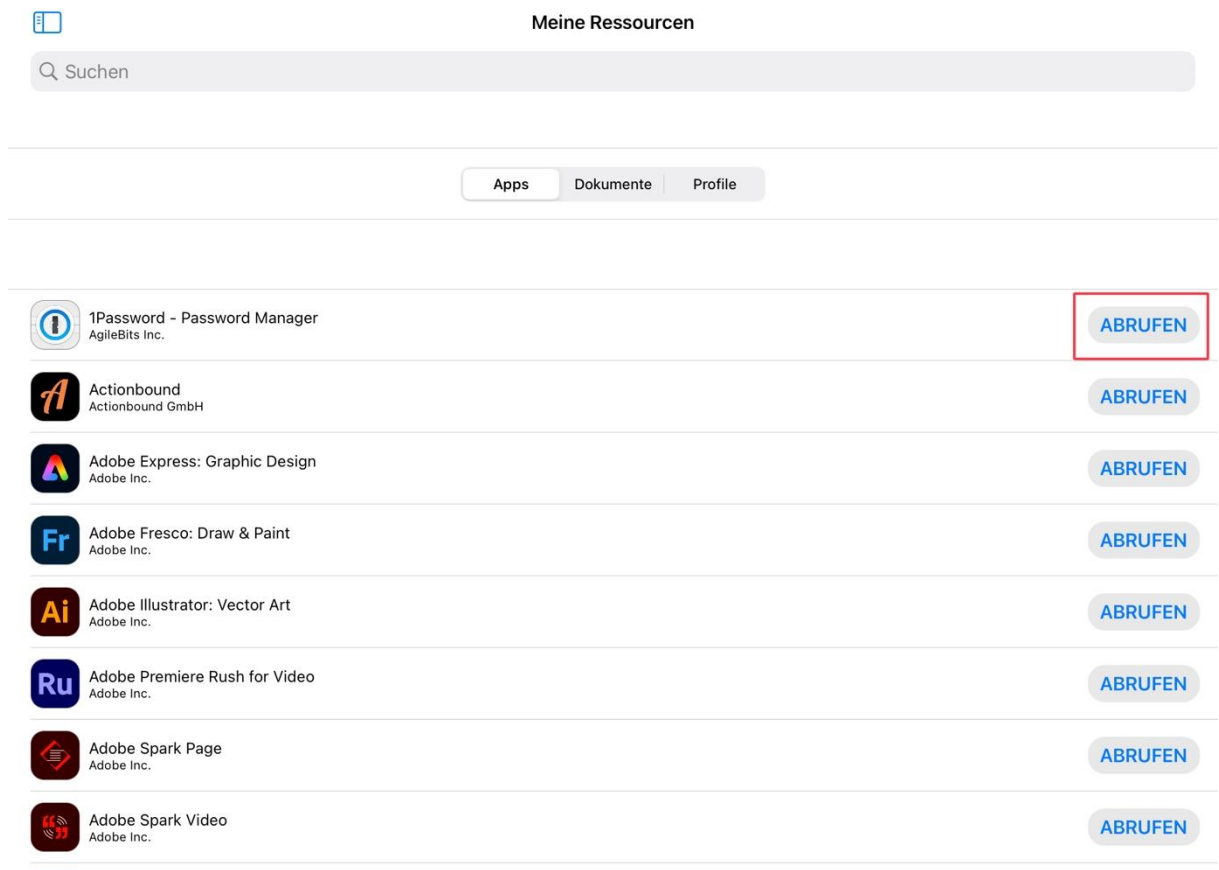 Meine Ressourcen
Suchen
Apps Dokumente Profile
1Password - Password Manager
AgileBits Inc.
ABRUFEN
Actionbound
Actionbound GmbH
ABRUFEN
Adobe Express: Graphic Design
Adobe Inc.
ABRUFEN
Fr
Adobe Fresco: Draw & Paint
Adobe Inc.
ABRUFEN
Ai
Adobe Illustrator: Vector Art
Adobe Inc.
ABRUFEN
Ru
Adobe Premiere Rush for Video
Adobe Inc.
ABRUFEN
Adobe Spark Page
Adobe Inc.
ABRUFEN
Adobe Spark Video
Adobe Inc.
ABRUFEN